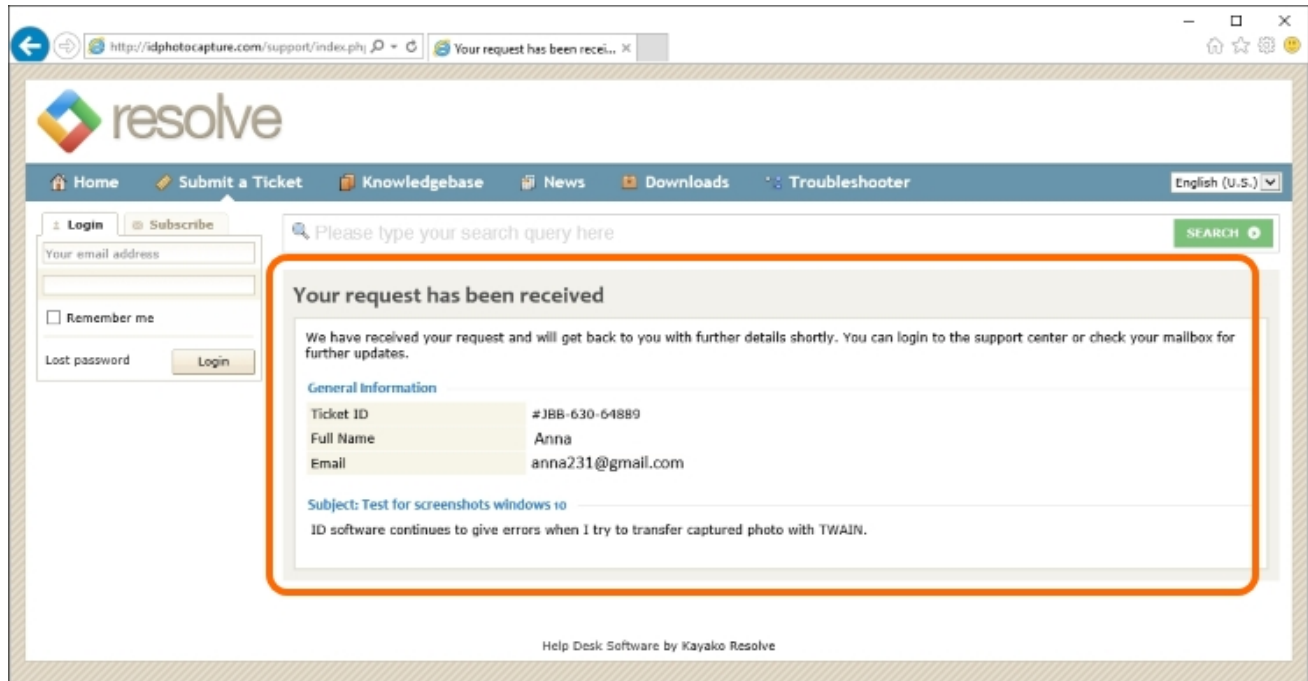 http://idphotocapture.com/support/index.ph
Your request has been recei...
resolve
Home Submit a Ticket Knowledgebase News Downloads Troubleshooter English (U.S.)
Login Subscribe
Please type your search query here SEARCH
Your email address
Remember me
Lost password Login
Your request has been received
We have received your request and will get back to you with further details shortly. You can login to the support center or check your mailbox for
further updates.
General Information
Ticket ID #JBB-630-64889
Full Name Anna
Email anna231@gmail.com
Subject: Test for screenshots windows 10
ID software continues to give errors when I try to transfer captured photo with TWAIN.
Help Desk Software by Kayako Resolve